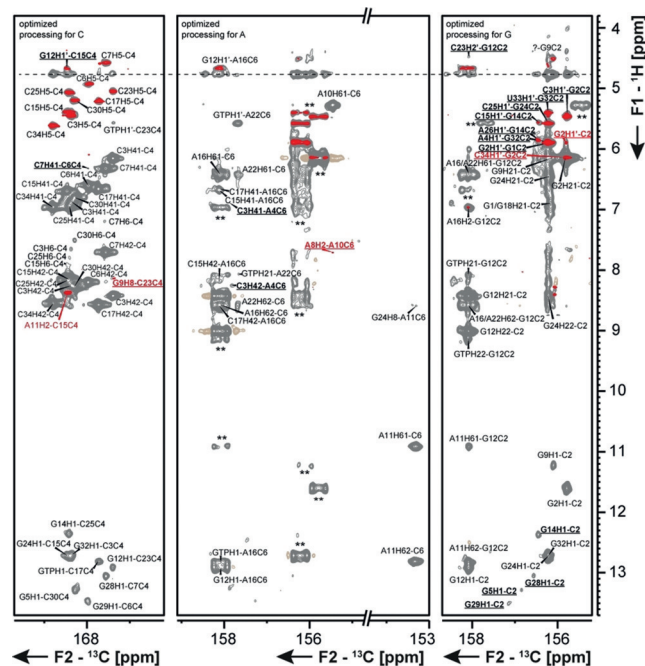 optimized
processing for C
G12H1'-C15C4
C7H5-C4
C6H5-C4
C25H5-C4
C23H5-C4
C15H5-C4
C17H5-C4
C30H5-C4
C3H5-C4
C34H5-C4
GTPH1'-C23C4
C3H41-C4
C7H41-C6C4
C7H41-C4
C6H41-C4
C15H41-C4
C17H41-C4
C34H41-C4
C30H41-C4
C3H41-C4
C25H41-C4
C7H6-C4
C30H6-C4
C3H6-C4
C7H42-C4
C25H6-C4
C15H6-C4
C30H42-C4
C15H42-C4
C6H42-C4
C25H42-C4
G9H8-C23C4
C3H42-C4
C3H42-C4
C34H42-C4
C17H42-C4
A11H2-C15C4
G14H1-C25C4
G24H1-C15C4
G32H1-C3C4
G12H1-C23C4
GTPH1-C17C4
G28H1-C7C4
G5H1-C30C4
G29H1-C6C4
168
F2 - ¹³C [ppm]
optimized
processing for A
G12H1'-A16C6
**
A10H61-C6
GTPH1'-A22C6
A16H61-C6
**
A22H61-C6
C17H41-A16C6
C15H41-A16C6
**
C3H41-A4C6
**
A8H2-A10C6
C15H42-A16C6
GTPH21-A22C6
C3H42-A4C6
A22H62-C6
**
A16H62-C6
C17H42-A16C6
G24H8-A11C6
**
**
A11H61-C6
**
**
**
GTPH1-A16C6
A11H62-C6
G12H1-A16C6
158
156
153
F2 - ¹³C [ppm]
optimized
processing for G
?-G9C2
C23H2'-G12C2
C3H1'-G2C2
U33H1'-G32C2
**
C25H1'-G24C2
C15H1'-G14C2
**
A26H1'-G14C2
G2H1'-C2
A4H1'-G32C2
G2H1'-G1C2
C34H1'-G2C2
A16/A22H61-G12C2
G9H21-C2
G2H21-C2
G24H21-C2
**
G1/G18H21-C2
A16H2-G12C2
GTPH21-G12C2
G12H21-C2
A16/A22H62-G12C2
G24H22-C2
G12H22-C2
GTPH22-G12C2
A11H61-G12C2
G9H1-C2
G2H1-C2
G14H1-C2
A11H62-G12C2
G32H1-C2
G24H1-C2
G12H1-C2
G28H1-C2
G5H1-C2
G29H1-C2
158
156
F2 - ¹³C [ppm]
4
5
6
7
8
9
10
11
12
13
F1 - ¹H [ppm]